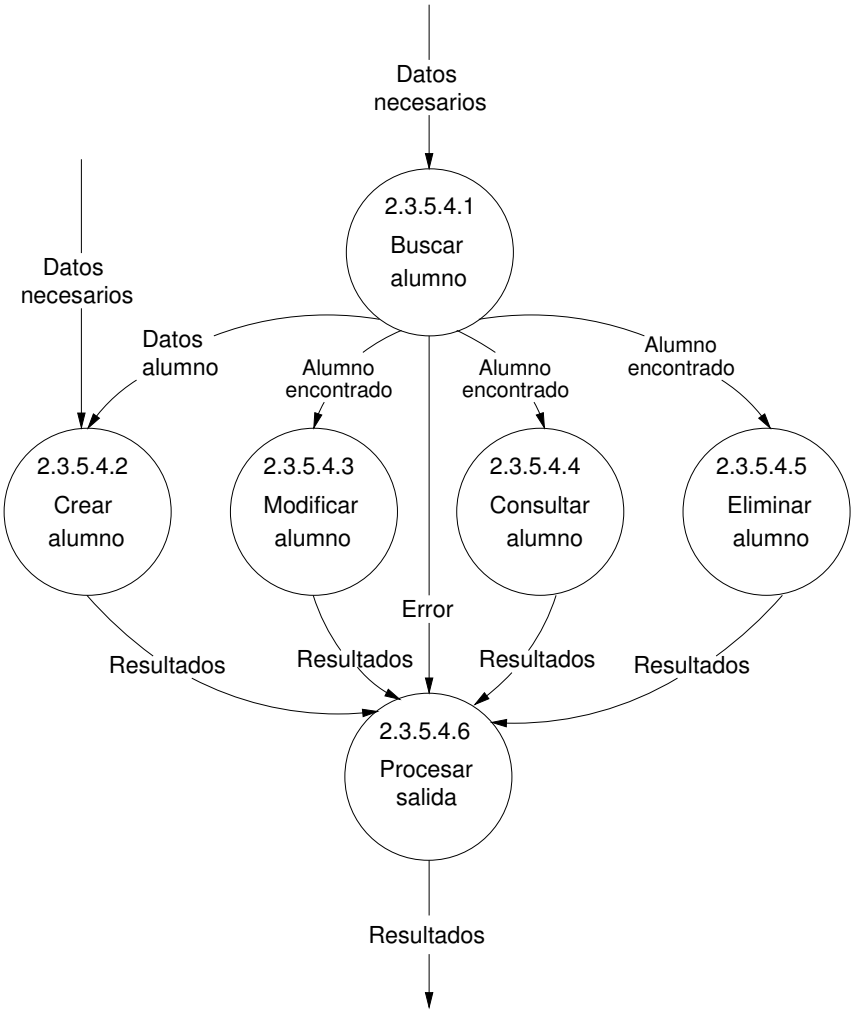 Datos
necesarios
2.3.5.4.1
Buscar
alumno
Datos
necesarios
Datos
alumno
Alumno
encontrado
Alumno
encontrado
Alumno
encontrado
2.3.5.4.2
Crear
alumno
2.3.5.4.3
Modificar
alumno
2.3.5.4.4
Consultar
alumno
2.3.5.4.5
Eliminar
alumno
Error
Resultados
Resultados
Resultados
Resultados
2.3.5.4.6
Procesar
salida
Resultados